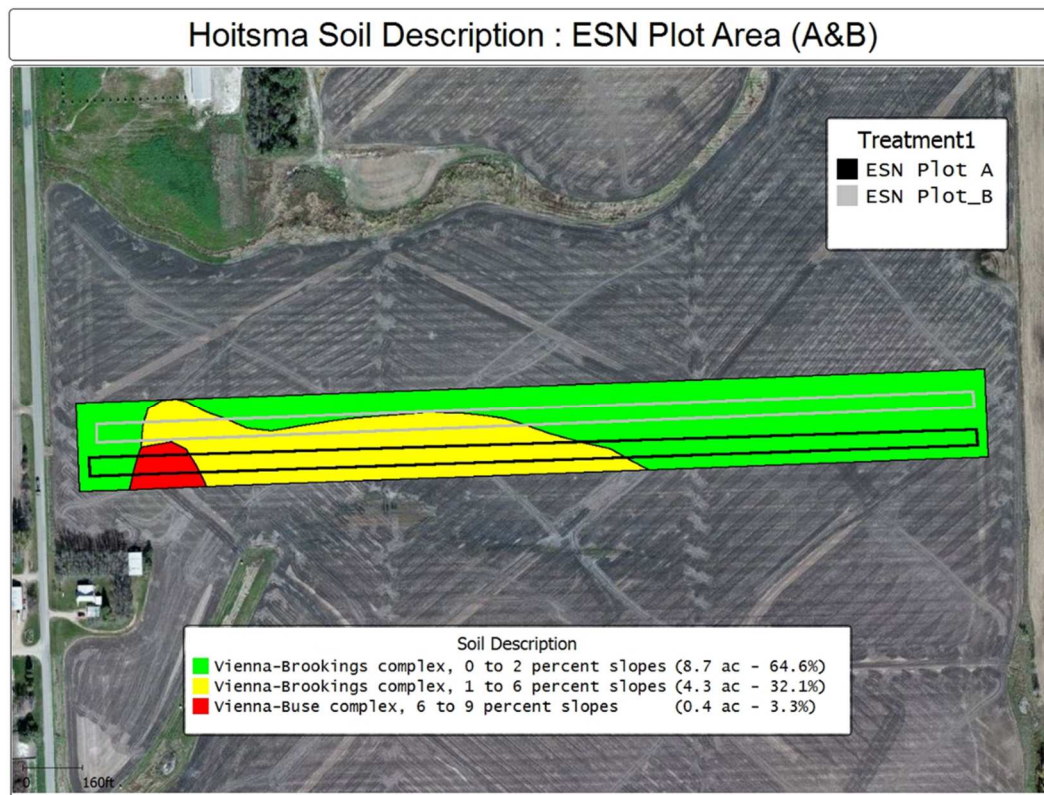 Hoitsma Soil Description : ESN Plot Area (A&B)
Treatment1
ESN Plot A
ESN Plot_B
Soil Description
Vienna-Brookings complex, 0 to 2 percent slopes (8.7 ac - 64.6%)
Vienna-Brookings complex, 1 to 6 percent slopes (4.3 ac - 32.1%)
Vienna-Buse complex, 6 to 9 percent slopes (0.4 ac - 3.3%)
0 160ft